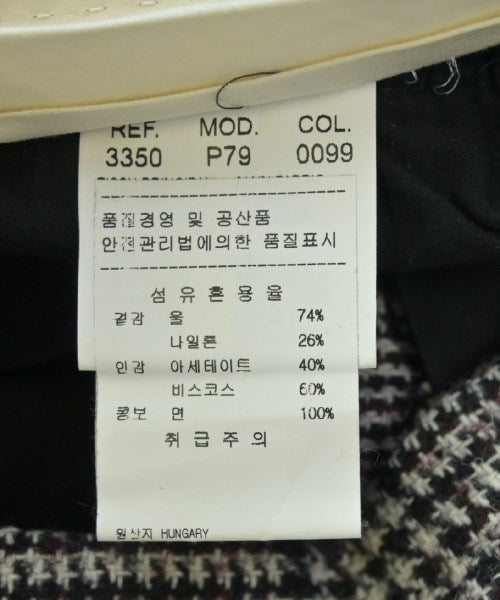 REF. MOD. COL.
3350 P79 0099
품질경영 및 공산품
안전관리법에의한 품질표시
섬유혼용율
겉감 울 74%
나일론 26%
안감 아세테이트 40%
비스코스 60%
콩보 면 100%
취급주의
원산지 HUNGARY